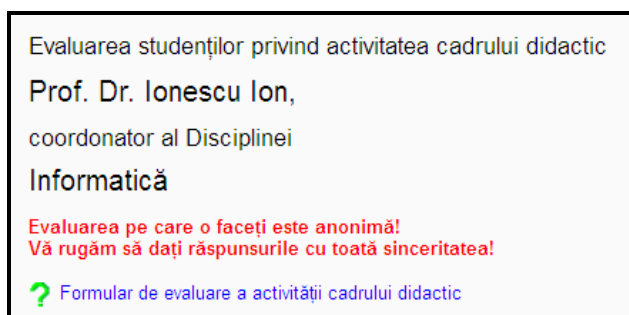 Evaluarea studenților privind activitatea cadrului didactic
Prof. Dr. Ionescu Ion,
coordonator al Disciplinei
Informatică
Evaluarea pe care o faceți este anonimă!
Vă rugăm să dați răspunsurile cu toată sinceritatea!
Formular de evaluare a activității cadrului didactic